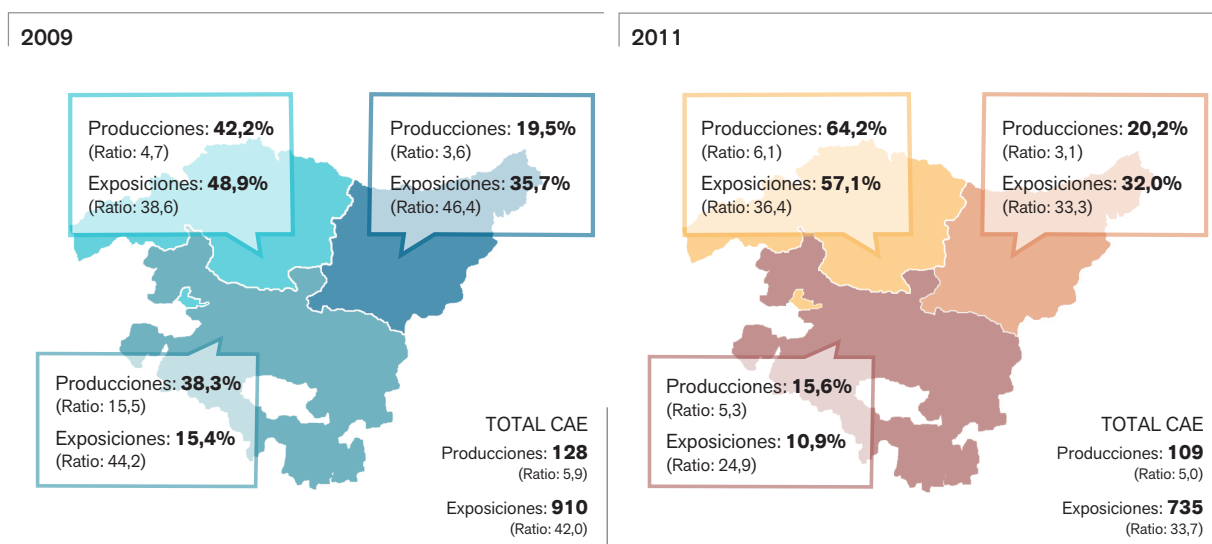 2009
Producciones: 42,2%
(Ratio: 4,7)
Exposiciones: 48,9%
(Ratio: 38,6)
Producciones: 19,5%
(Ratio: 3,6)
Exposiciones: 35,7%
(Ratio: 46,4)
Producciones: 38,3%
(Ratio: 15,5)
Exposiciones: 15,4%
(Ratio: 44,2)
TOTAL CAE
Producciones: 128
(Ratio: 5,9)
Exposiciones: 910
(Ratio: 42,0)
2011
Producciones: 64,2%
(Ratio: 6,1)
Exposiciones: 57,1%
(Ratio: 36,4)
Producciones: 20,2%
(Ratio: 3,1)
Exposiciones: 32,0%
(Ratio: 33,3)
Producciones: 15,6%
(Ratio: 5,3)
Exposiciones: 10,9%
(Ratio: 24,9)
TOTAL CAE
Producciones: 109
(Ratio: 5,0)
Exposiciones: 735
(Ratio: 33,7)